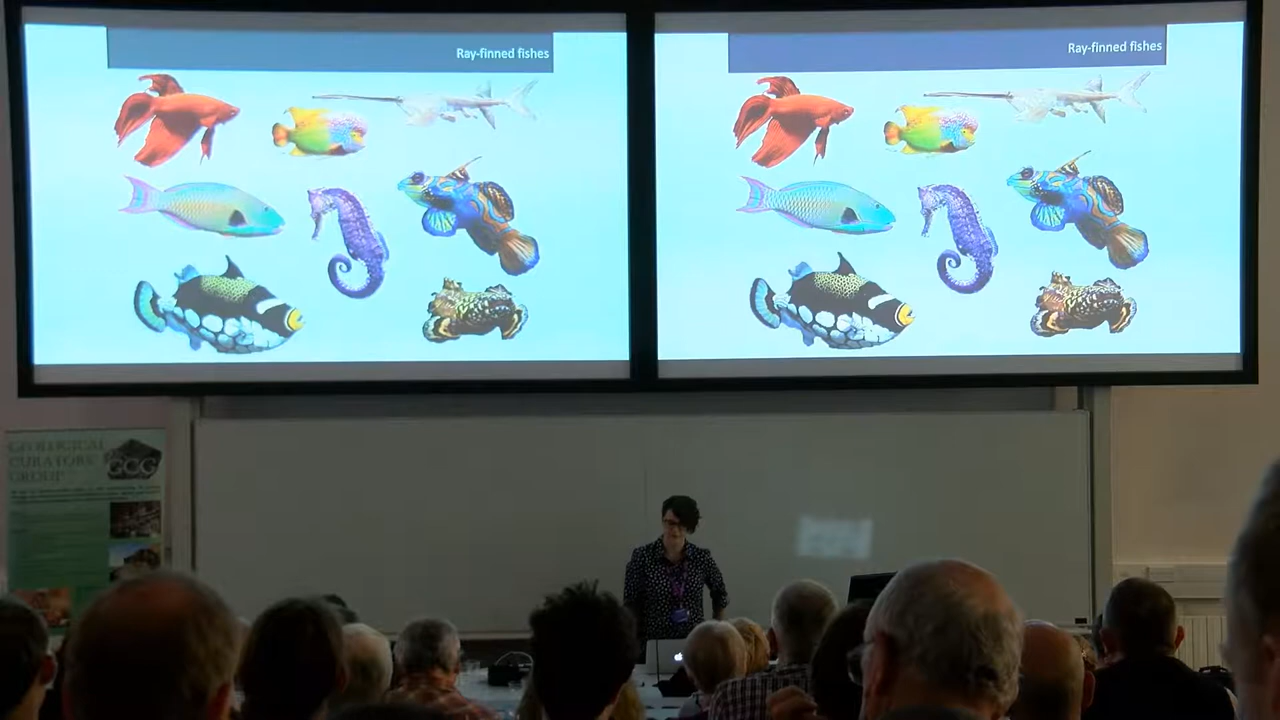 Ray-finned fishes
Ray-finned fishes
GEOLOGICAL
CURATORS'
GROUP
GCG